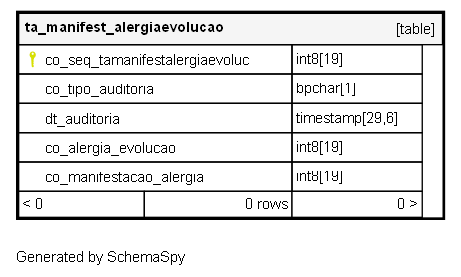 ta_manifest_alergiaevolucao [table]
co_seq_tamanifestalergiaevoluc int8[19]
co_tipo_auditoria bpchar[1]
dt_auditoria timestamp[29,6]
co_alergia_evolucao int8[19]
co_manifestacao_alergia int8[19]
< 0 0 rows 0 >
Generated by SchemaSpy